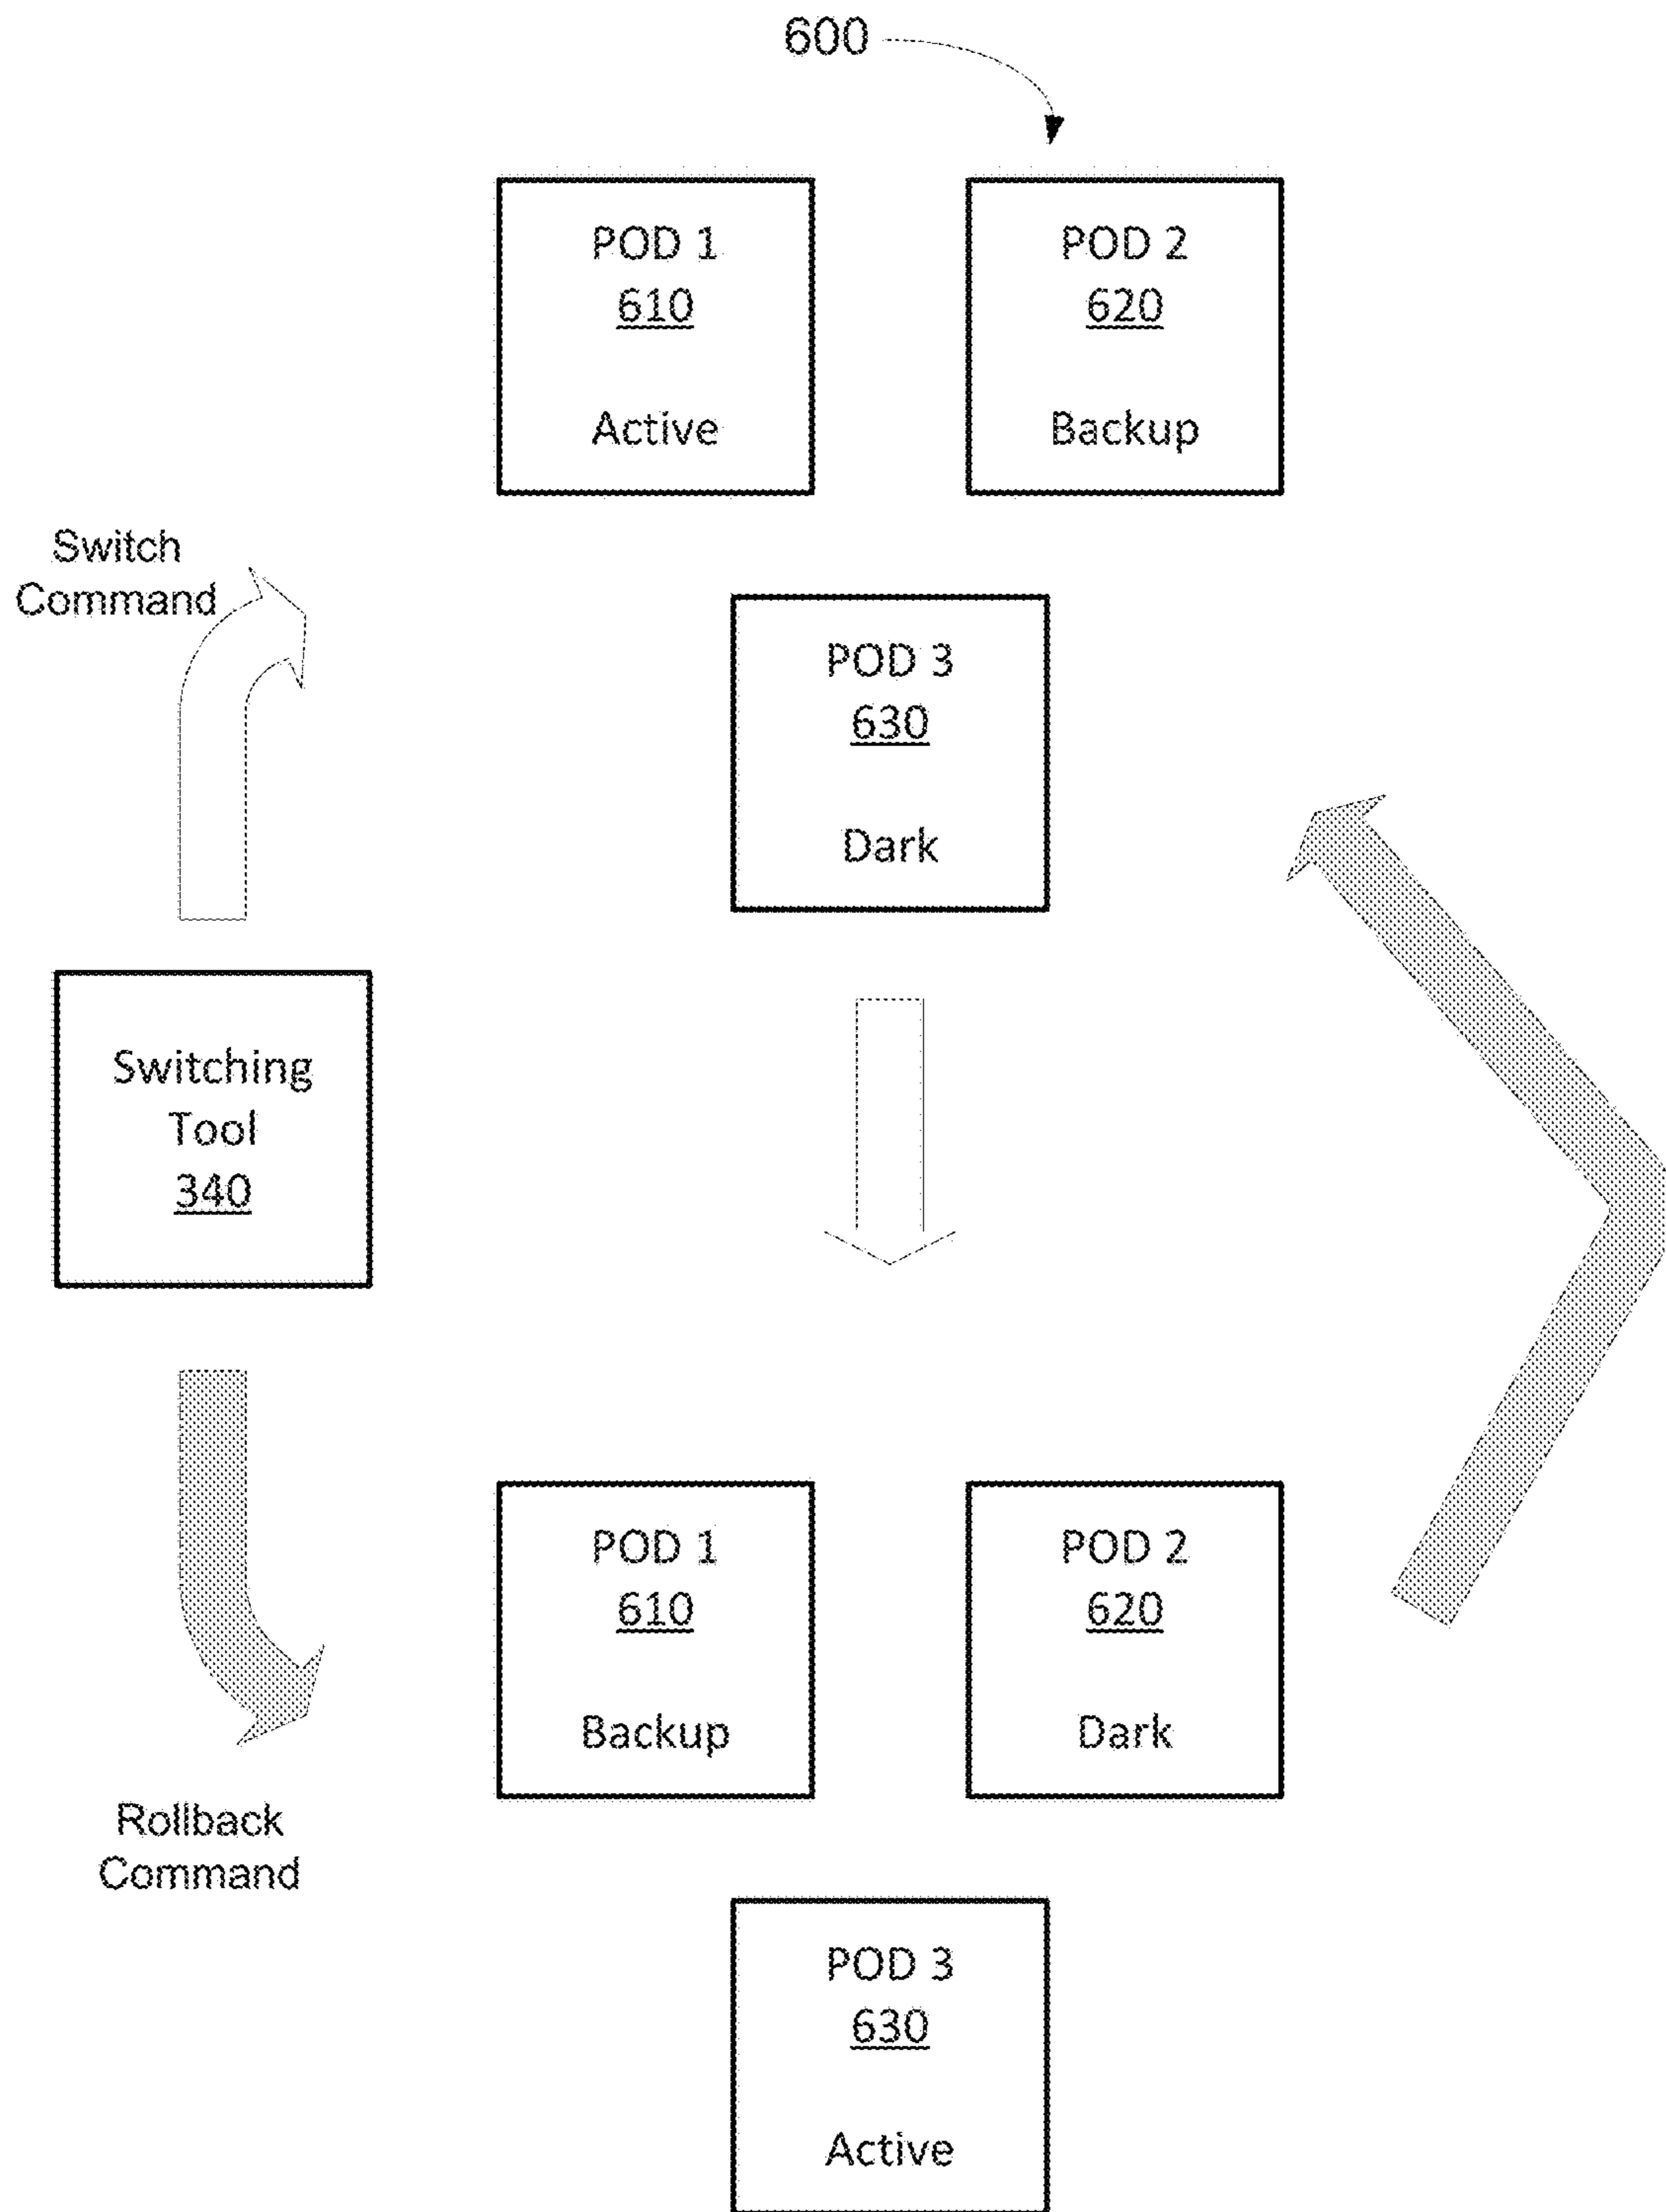 600
POD 1
610
Active
POD 2
620
Backup
Switch
Command
POD 3
630
Dark
Switching
Tool
340
POD 1
610
Backup
POD 2
620
Dark
Rollback
Command
POD 3
630
Active